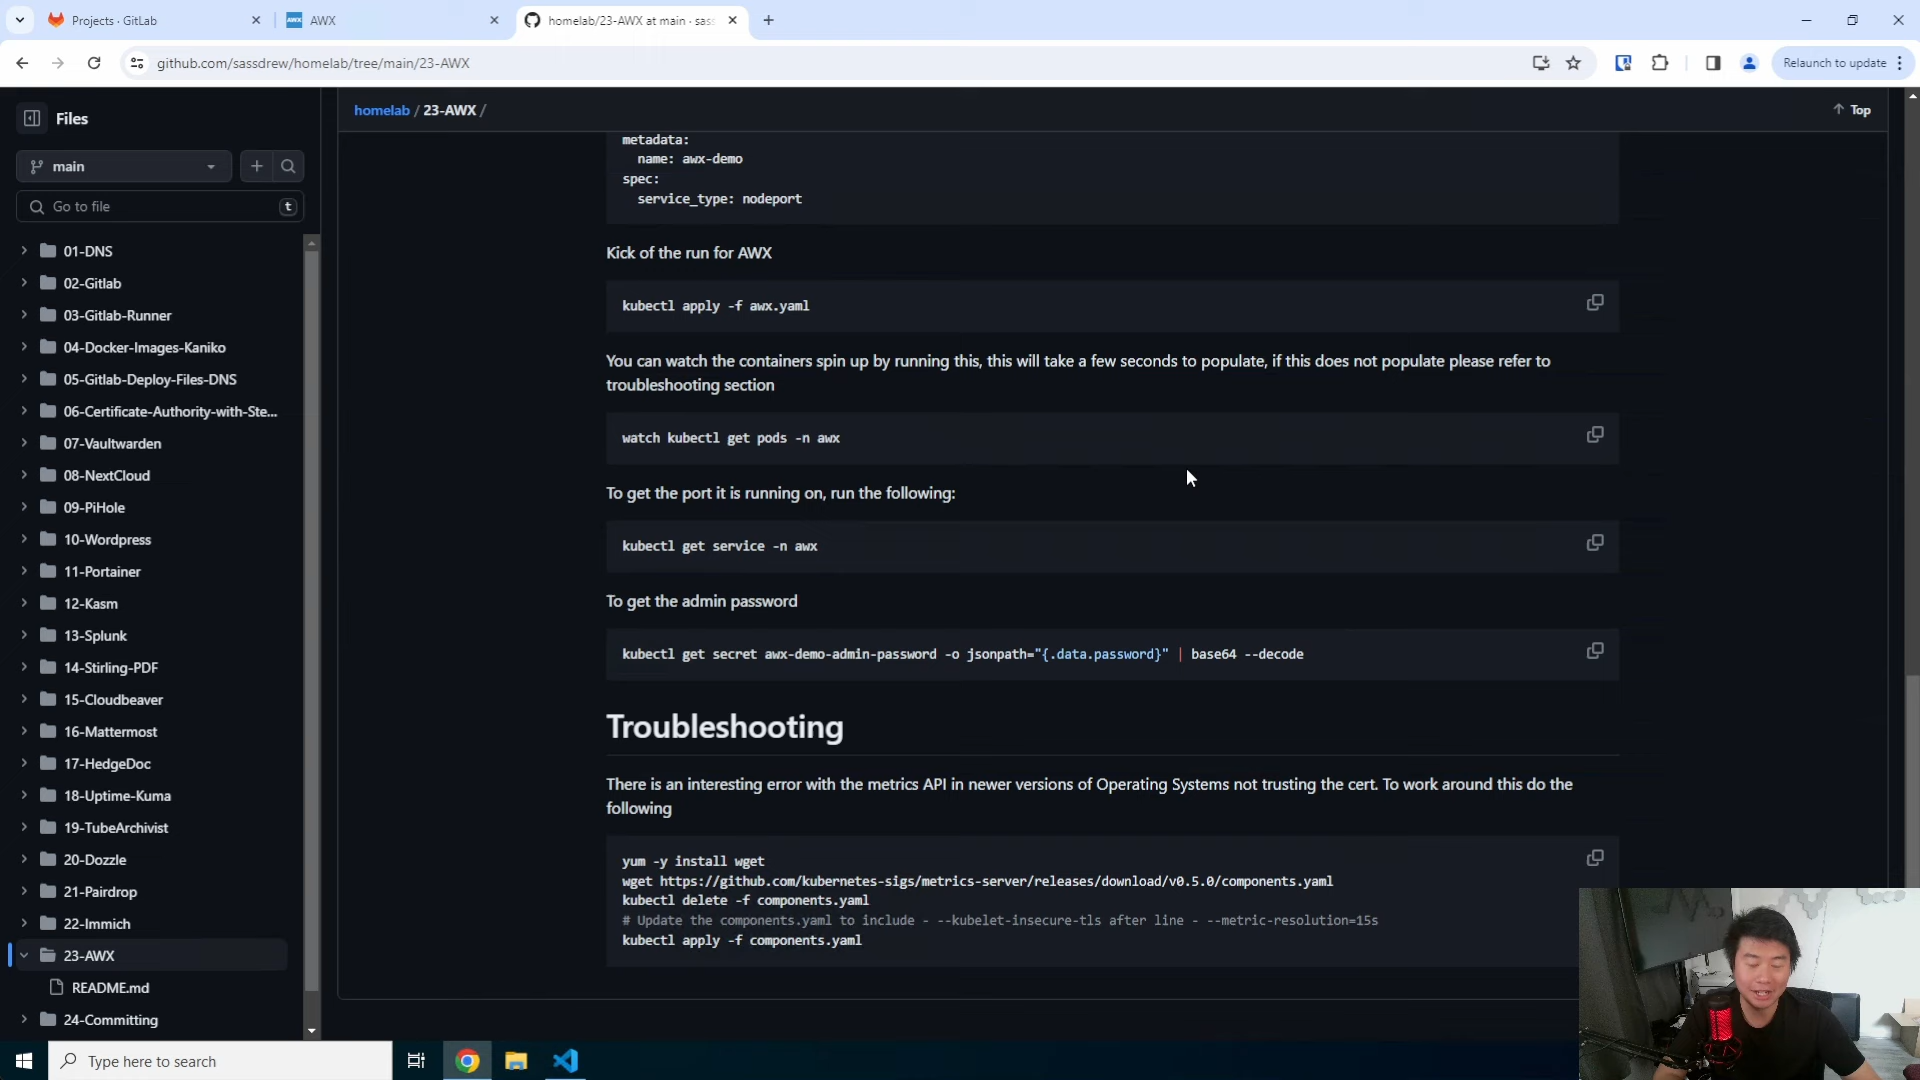 Projects · GitLab
AWX
AWX
homelab/23-AWX at main · sass
github.com/sassdrew/homelab/tree/main/23-AWX
Relaunch to update
Files
homelab / 23-AWX /
Top
main
Go to file
t
01-DNS
02-Gitlab
03-Gitlab-Runner
04-Docker-Images-Kaniko
05-Gitlab-Deploy-Files-DNS
06-Certificate-Authority-with-Ste...
07-Vaultwarden
08-NextCloud
09-PiHole
10-Wordpress
11-Portainer
12-Kasm
13-Splunk
14-Stirling-PDF
15-Cloudbeaver
16-Mattermost
17-HedgeDoc
18-Uptime-Kuma
19-TubeArchivist
20-Dozzle
21-Pairdrop
22-Immich
23-AWX
README.md
24-Committing
metadata:
name: awx-demo
spec:
service_type: nodeport
Kick of the run for AWX
kubectl apply -f awx.yaml
You can watch the containers spin up by running this, this will take a few seconds to populate, if this does not populate please refer to
troubleshooting section
watch kubectl get pods -n awx
To get the port it is running on, run the following:
kubectl get service -n awx
To get the admin password
kubectl get secret awx-demo-admin-password -o jsonpath="{.data.password}" | base64 --decode
Troubleshooting
There is an interesting error with the metrics API in newer versions of Operating Systems not trusting the cert. To work around this do the
following
yum -y install wget
wget https://github.com/kubernetes-sigs/metrics-server/releases/download/v0.5.0/components.yaml
kubectl delete -f components.yaml
# Update the components.yaml to include - --kubelet-insecure-tls after line - --metric-resolution=15s
kubectl apply -f components.yaml
Type here to search